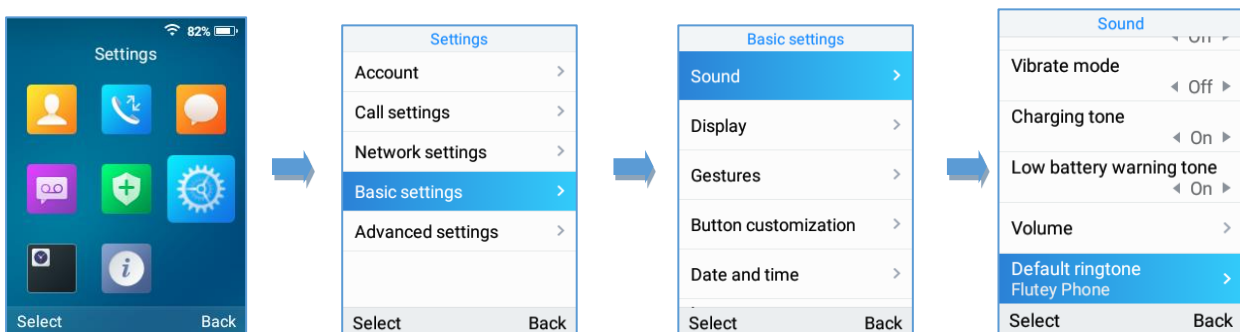 82%
Settings
Select Back
Settings
Account
Call settings
Network settings
Basic settings
Advanced settings
Select Back
Basic settings
Sound
Display
Gestures
Button customization
Date and time
Select Back
Sound
Vibrate mode
Off
Charging tone
On
Low battery warning tone
On
Volume
Default ringtone
Flutey Phone
Select Back